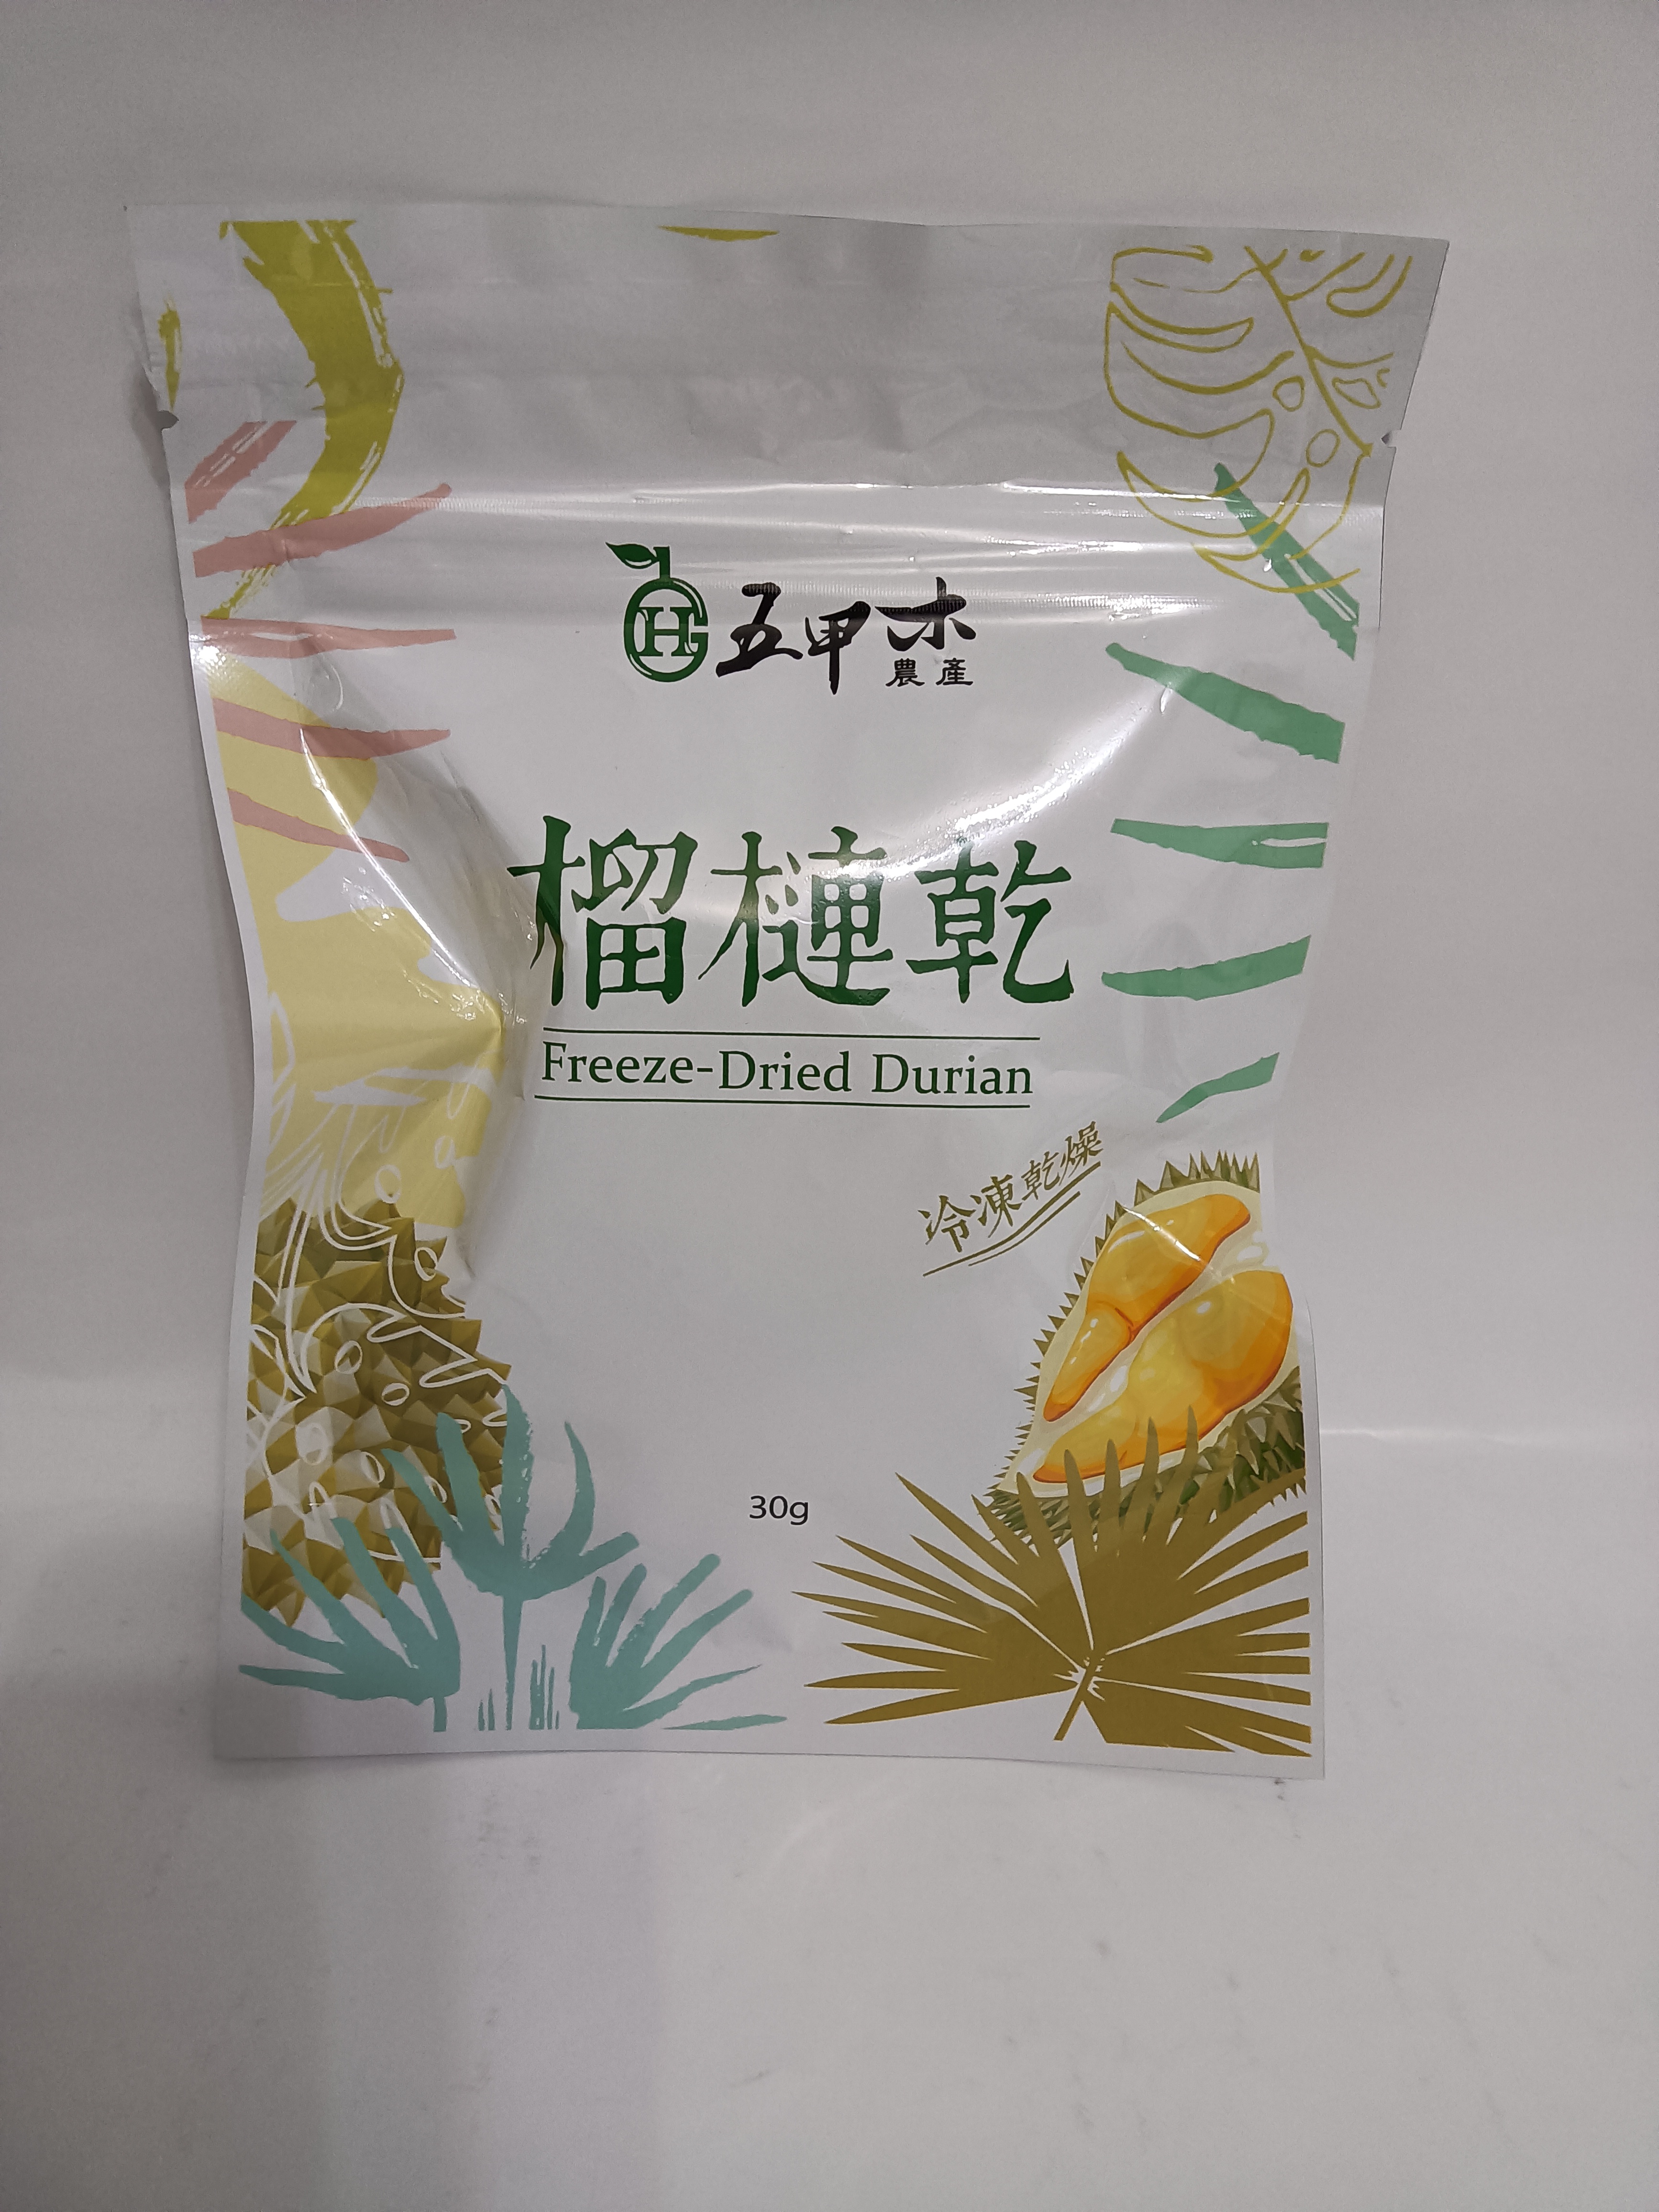 五甲木
農產
榴槤乾
Freeze-Dried Durian
冷凍乾燥
30g